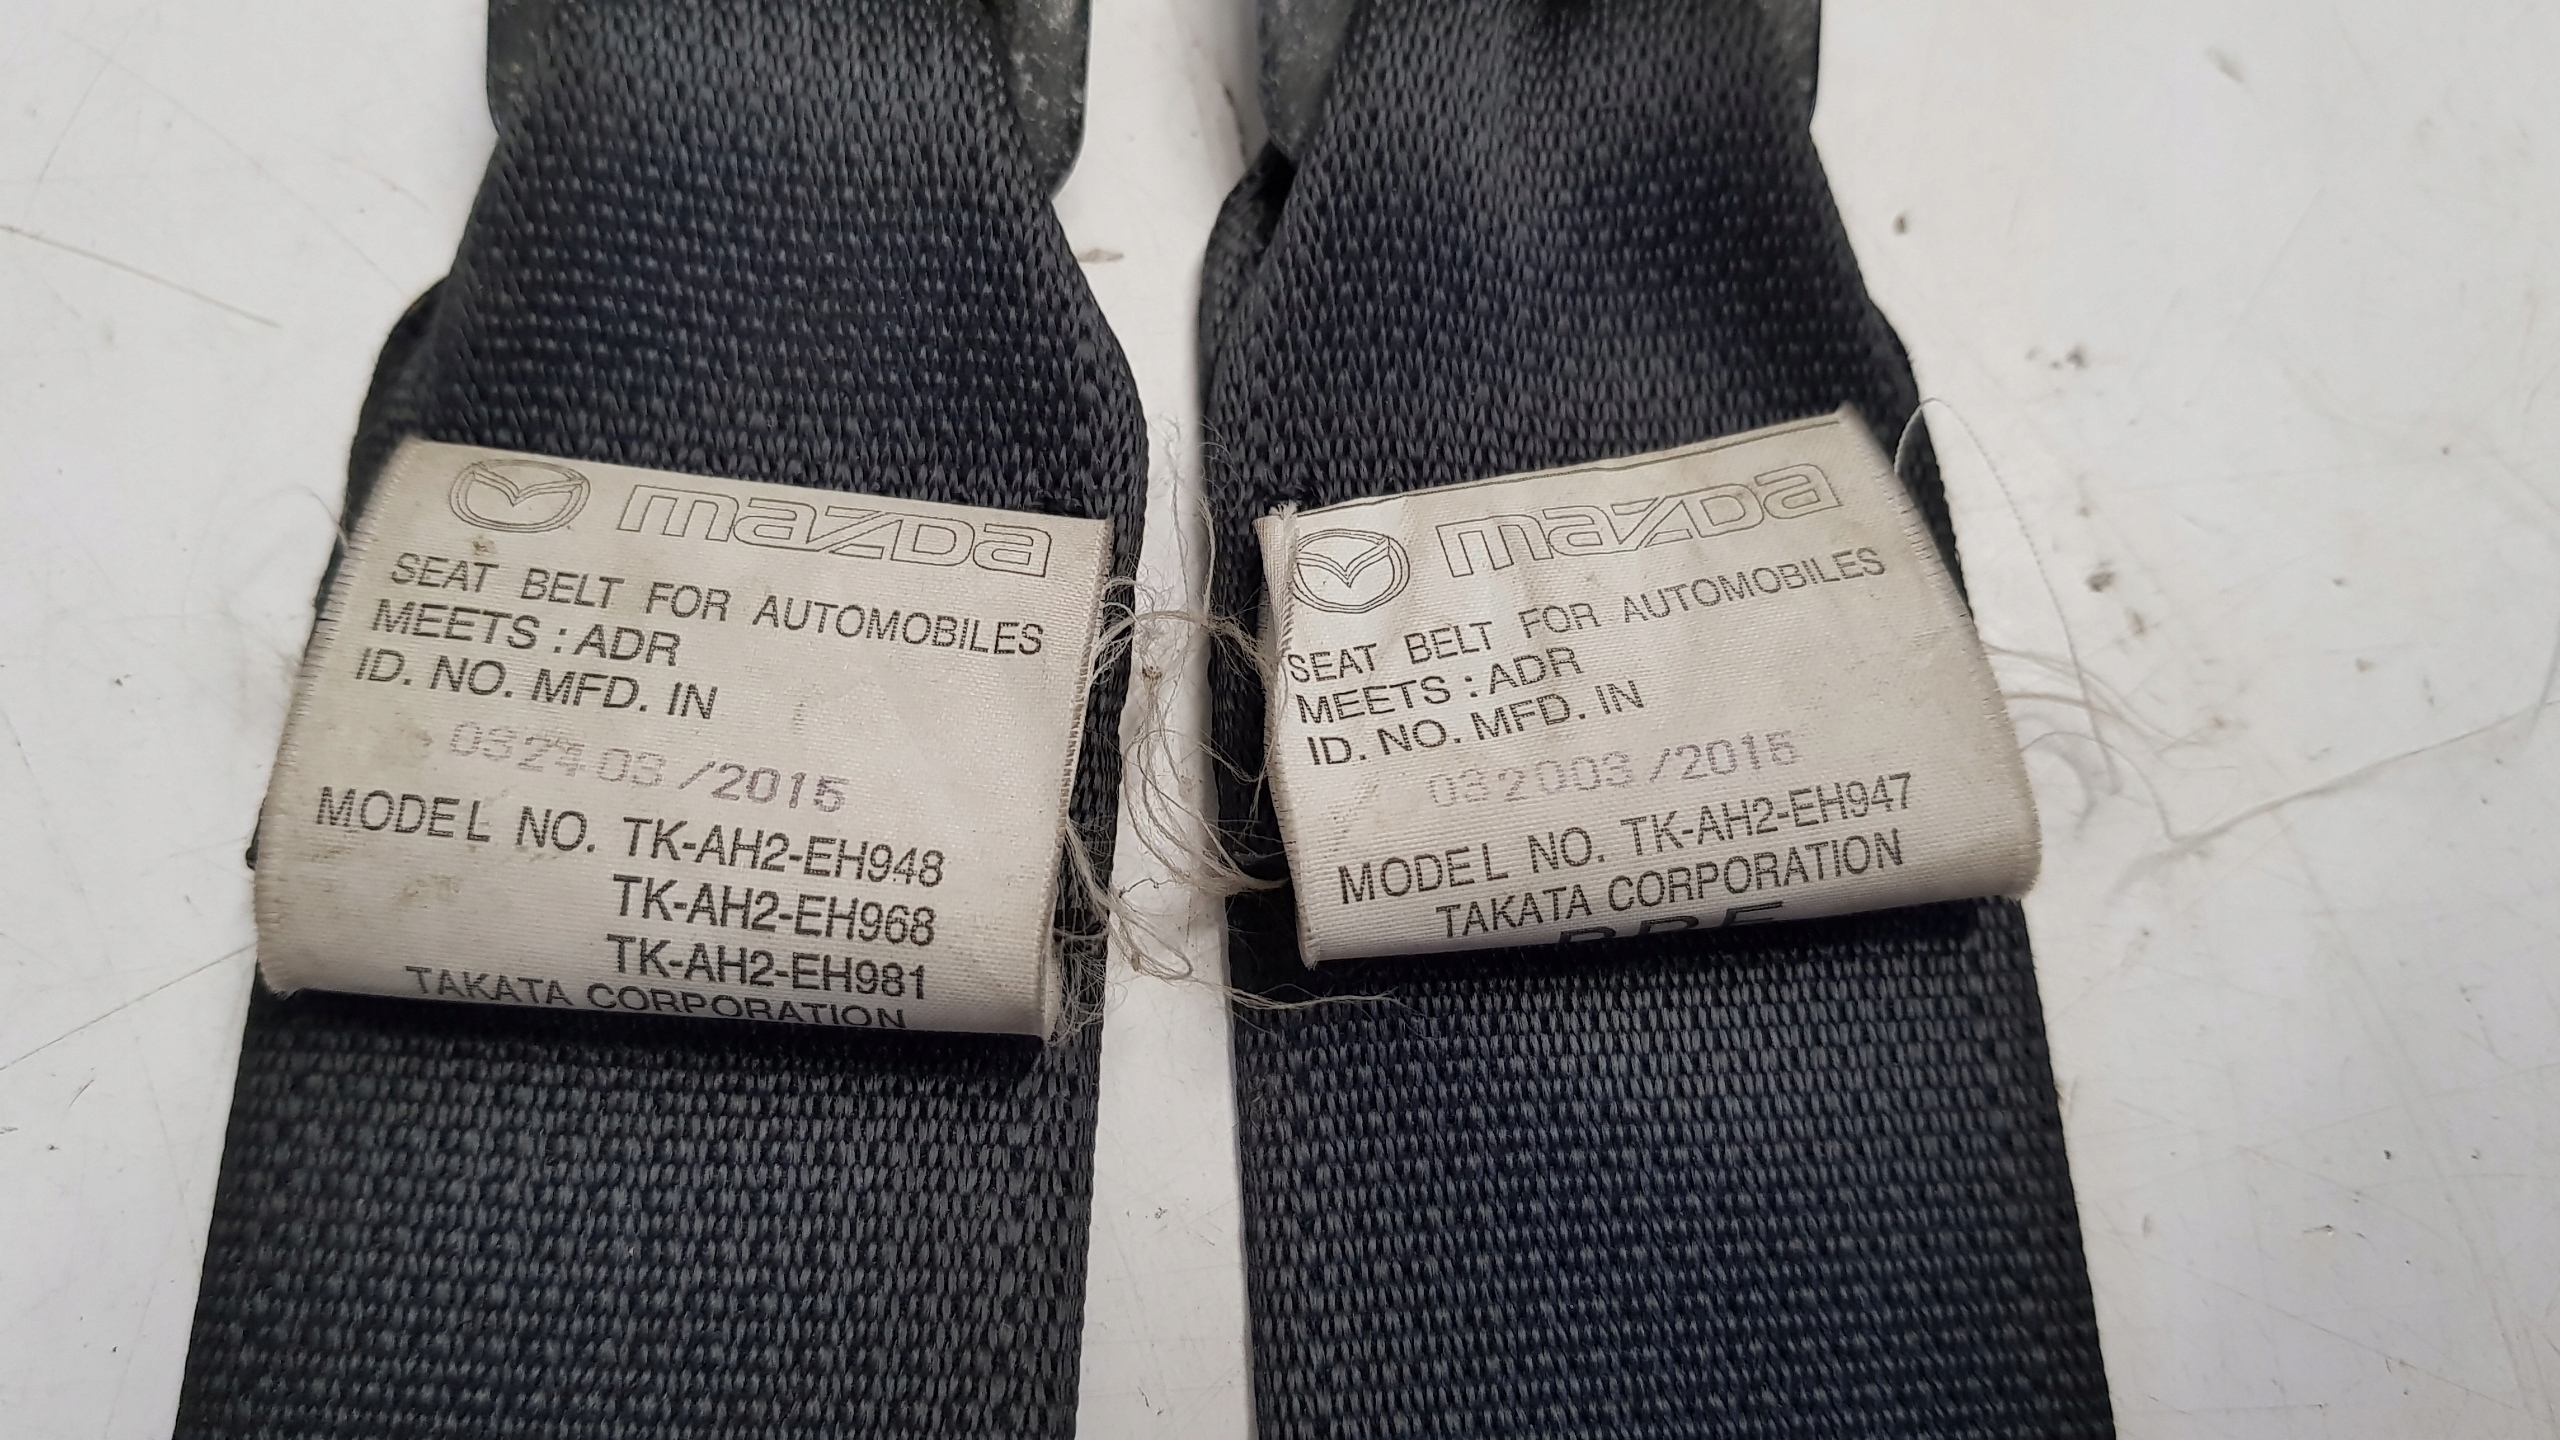 mazda
SEAT BELT FOR AUTOMOBILES
MEETS : ADR
ID. NO. MFD. IN
03/2015
MODEL NO. TK-AH2-EH948
TK-AH2-EH968
TK-AH2-EH981
TAKATA CORPORATION
mazda
SEAT BELT FOR AUTOMOBILES
MEETS : ADR
ID. NO. MFD. IN
032003/2015
MODEL NO. TK-AH2-EH947
TAKATA CORPORATION